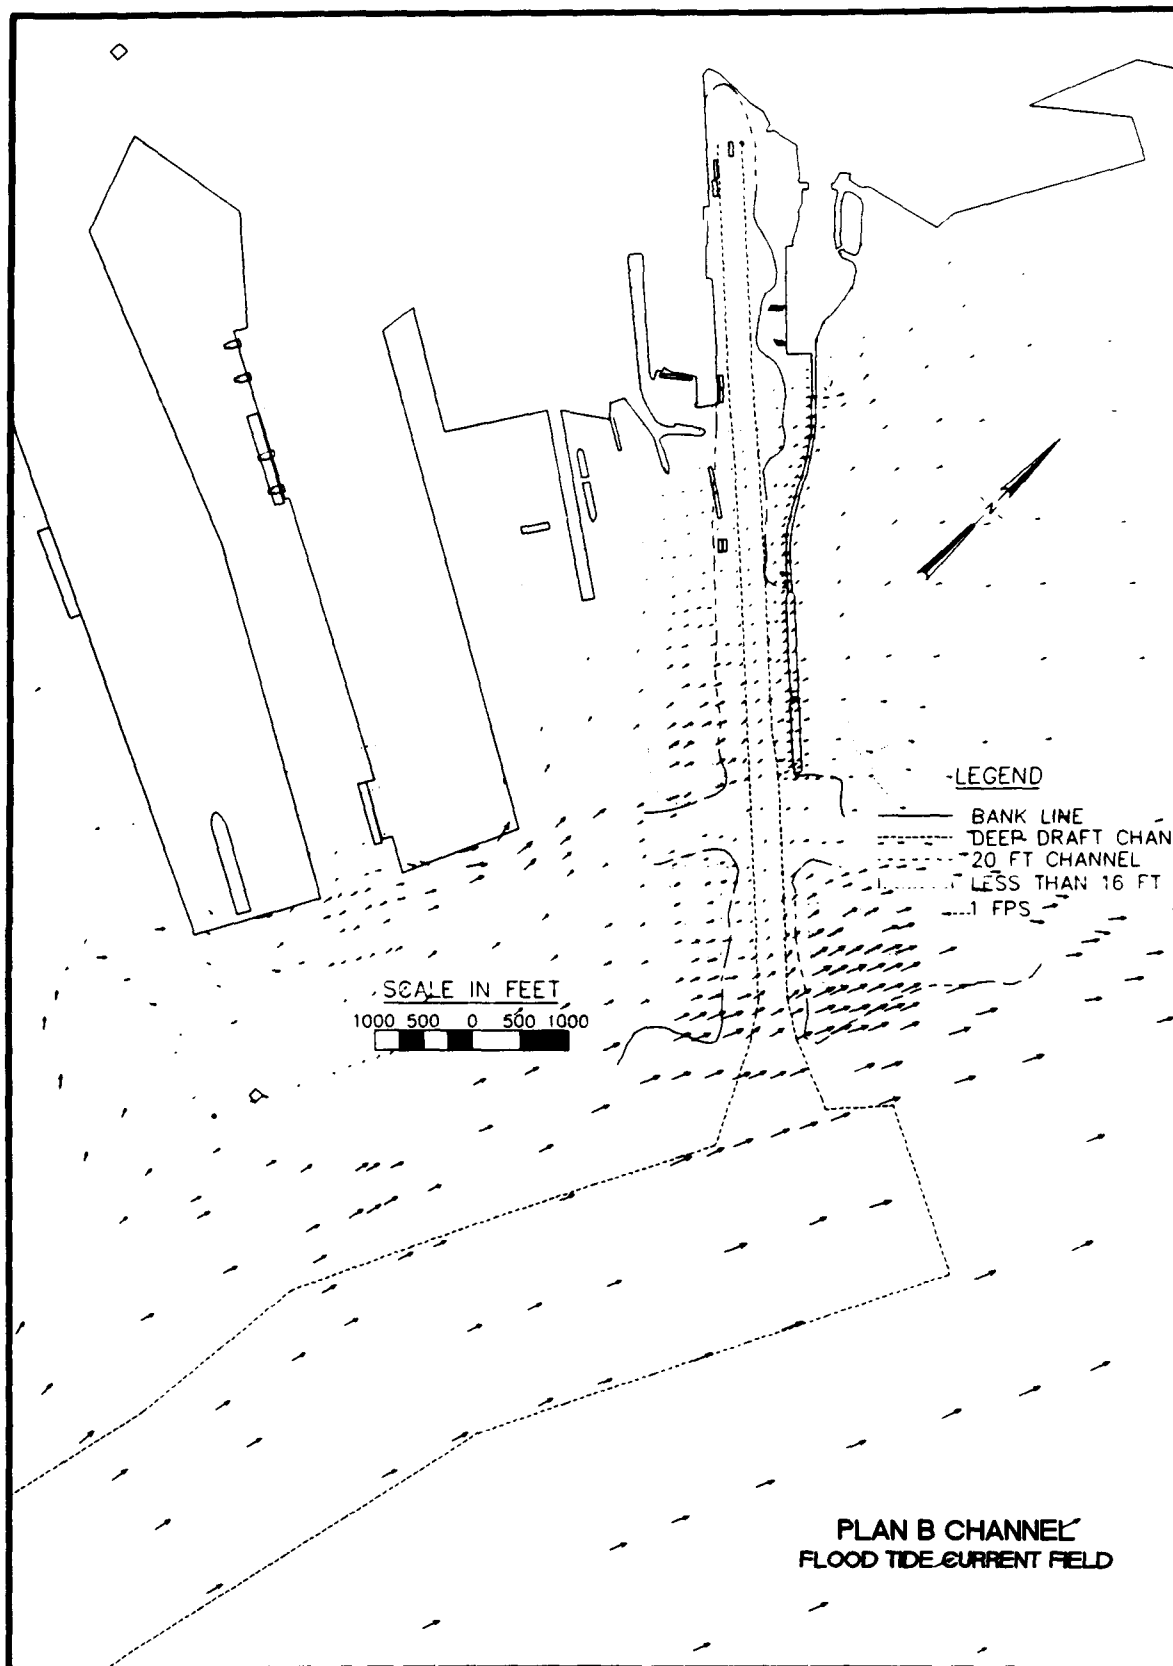 N
LEGEND
BANK LINE
DEEP DRAFT CHAN
20 FT CHANNEL
LESS THAN 16 FT
1 FPS
SCALE IN FEET
1000 500 0 500 1000
PLAN B CHANNEL
FLOOD TIDE CURRENT FIELD